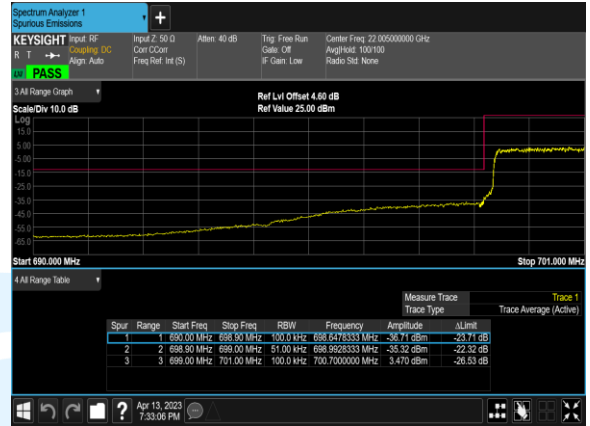 Spectrum Analyzer 1
Spurious Emissions
KEYSIGHT Input: RF Input Z: 50 Ω Atten: 40 dB Trig: Free Run Center Freq: 22.005000000 GHz
R T Coupling: DC Corr CCorr Gate: Off Avg|Hold: 100/100
Align: Auto Freq Ref: Int (S) IF Gain: Low Radio Std: None
PASS
3 All Range Graph
Ref Lvl Offset 4.60 dB
Scale/Div 10.0 dB Ref Value 25.00 dBm
Log
15.0
5.00
-5.00
-15.0
-25.0
-35.0
-45.0
-55.0
-65.0
Start 690.000 MHz Stop 701.000 MHz
4 All Range Table
Measure Trace Trace 1
Trace Type Trace Average (Active)
Spur Range Start Freq Stop Freq RBW Frequency Amplitude ΔLimit
1 1 690.00 MHz 698.90 MHz 100.0 kHz 698.6478333 MHz -36.71 dBm -23.71 dB
2 2 698.90 MHz 699.00 MHz 51.00 kHz 698.9928333 MHz -35.32 dBm -22.32 dB
3 3 699.00 MHz 701.00 MHz 100.0 kHz 700.7000000 MHz 3.470 dBm -26.53 dB
?
Apr 13, 2023
7:33:06 PM